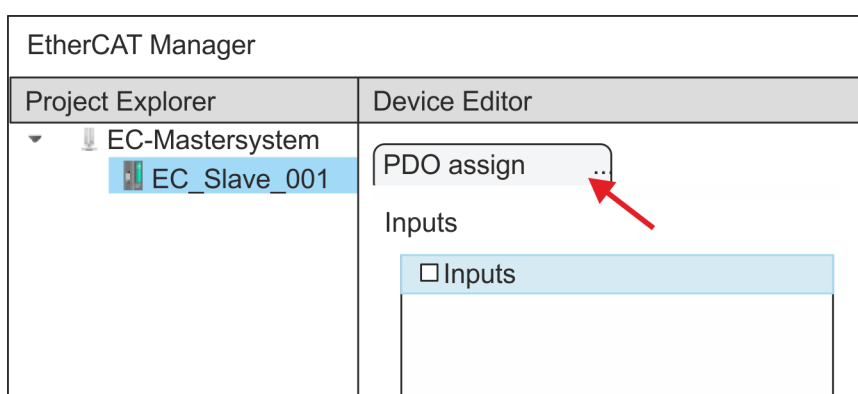 EtherCAT Manager
Project Explorer
Device Editor
EC-Mastersystem
EC_Slave_001
PDO assign ...
Inputs
Inputs